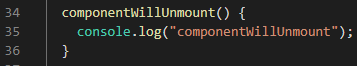 34 componentWillUnmount() {
35 console.log("componentWillUnmount");
36 }